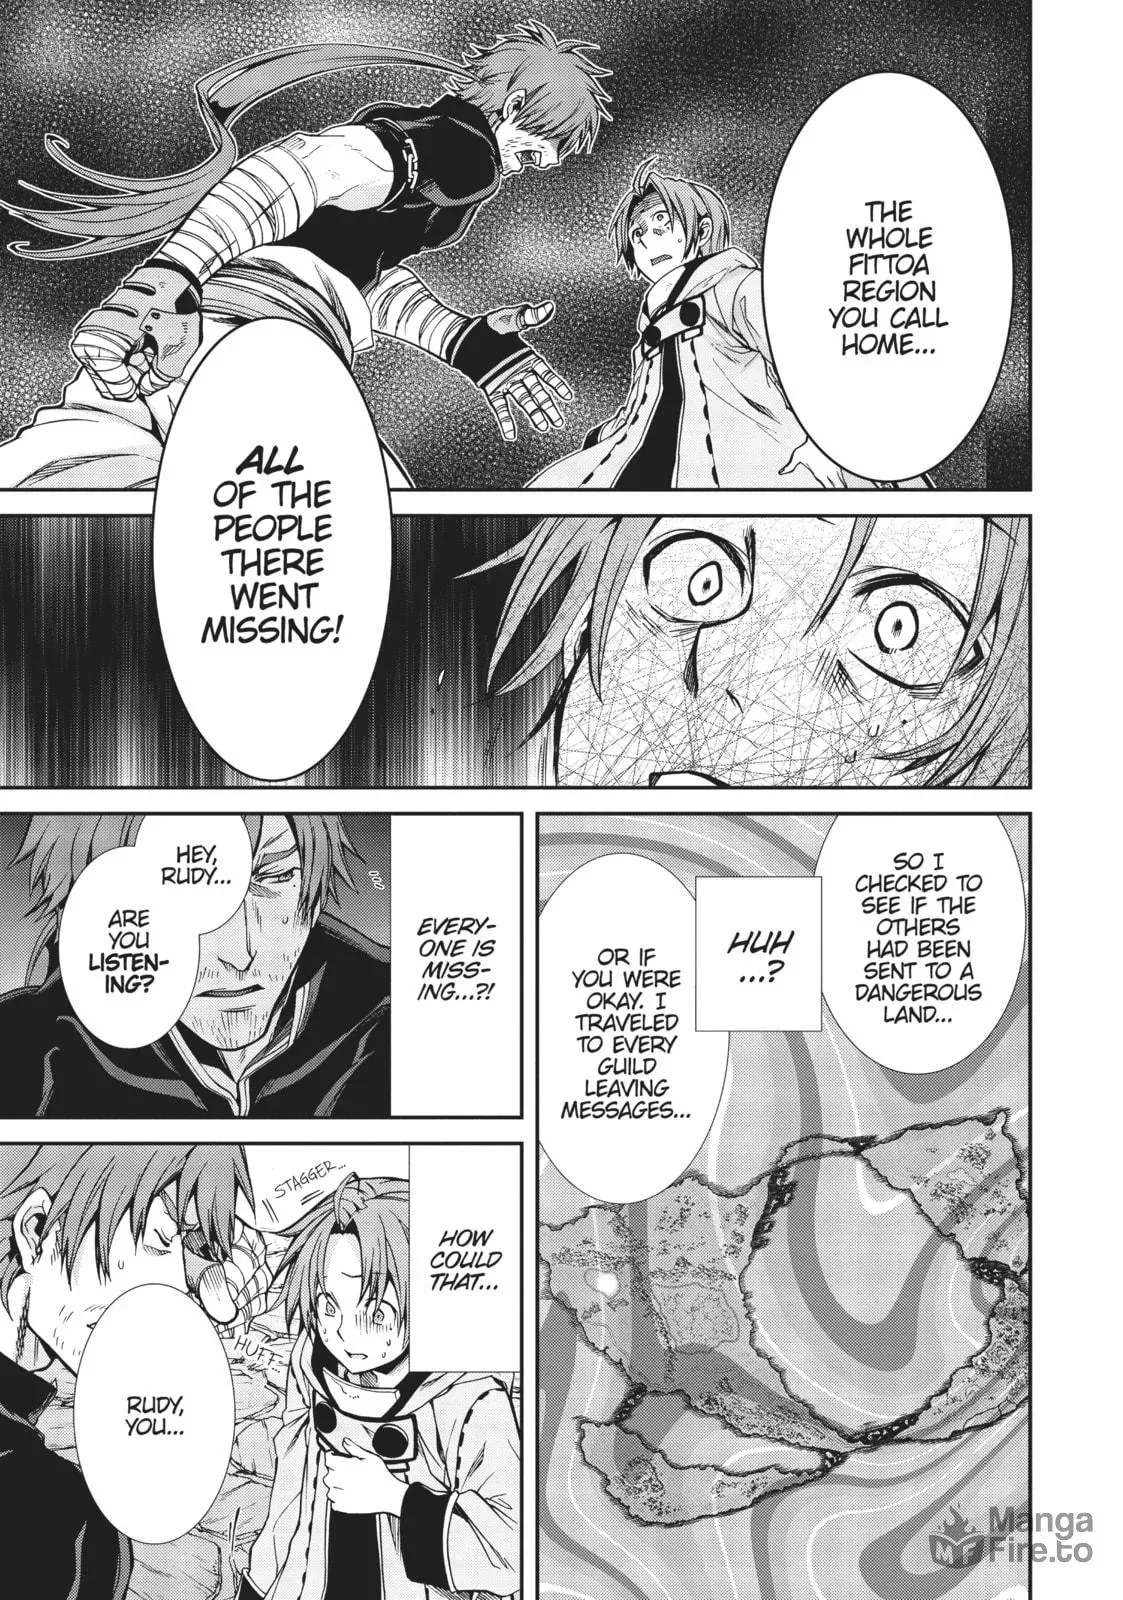 THE
WHOLE
FITTOA
REGION
YOU CALL
HOME...
ALL
OF THE
PEOPLE
THERE
WENT
MISSING!
SO I
CHECKED TO
SEE IF THE
OTHERS
HAD BEEN
SENT TO A
DANGEROUS
LAND...
HUH
...?
OR IF
YOU WERE
OKAY. I
TRAVELED
TO EVERY
GUILD
LEAVING
MESSAGES...
EVERY-
ONE IS
MISS-
ING...?!
HEY,
RUDY...
ARE
YOU
LISTEN-
ING?
STAGGER...
HOW
COULD
THAT...
HUFF...
RUDY,
YOU...
Manga
Fire.to
MF